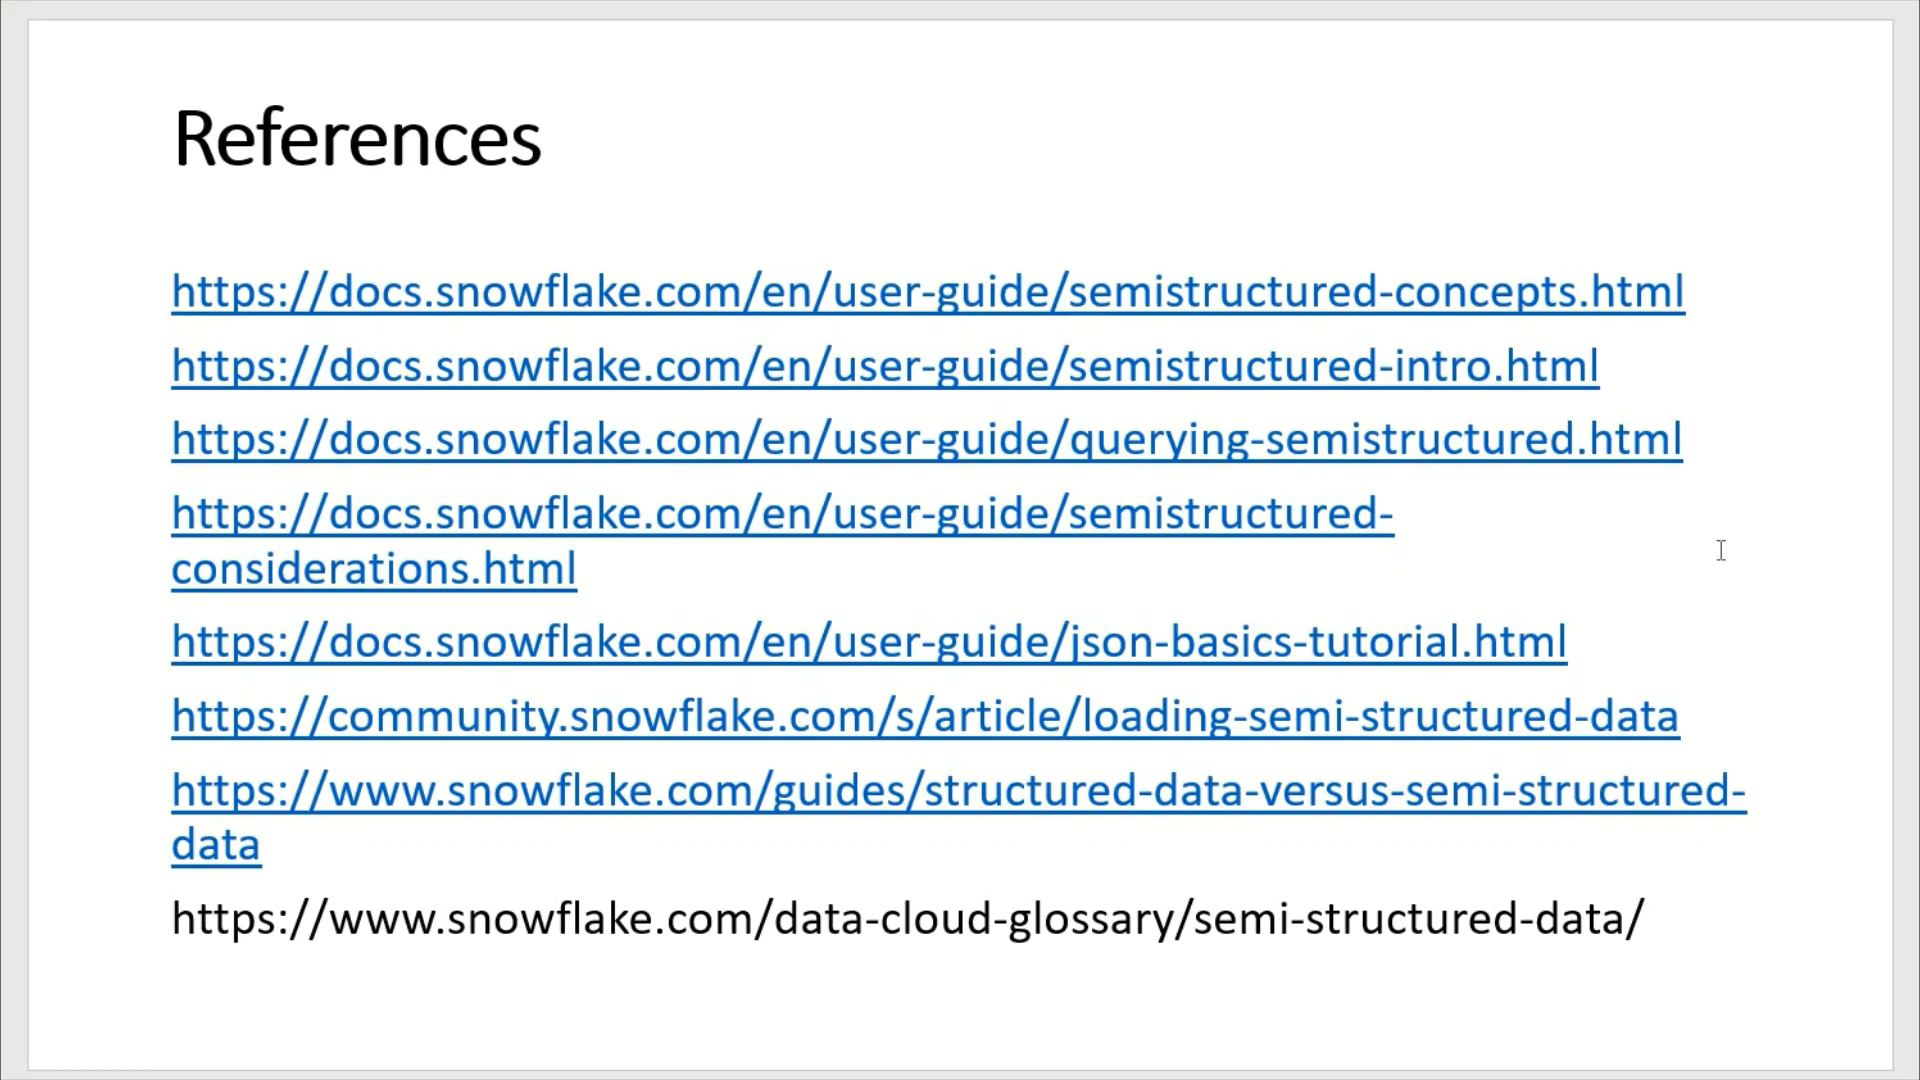 References
https://docs.snowflake.com/en/user-guide/semistructured-concepts.html
https://docs.snowflake.com/en/user-guide/semistructured-intro.html
https://docs.snowflake.com/en/user-guide/querying-semistructured.html
https://docs.snowflake.com/en/user-guide/semistructured-
considerations.html
https://docs.snowflake.com/en/user-guide/json-basics-tutorial.html
https://community.snowflake.com/s/article/loading-semi-structured-data
https://www.snowflake.com/guides/structured-data-versus-semi-structured-
data
https://www.snowflake.com/data-cloud-glossary/semi-structured-data/